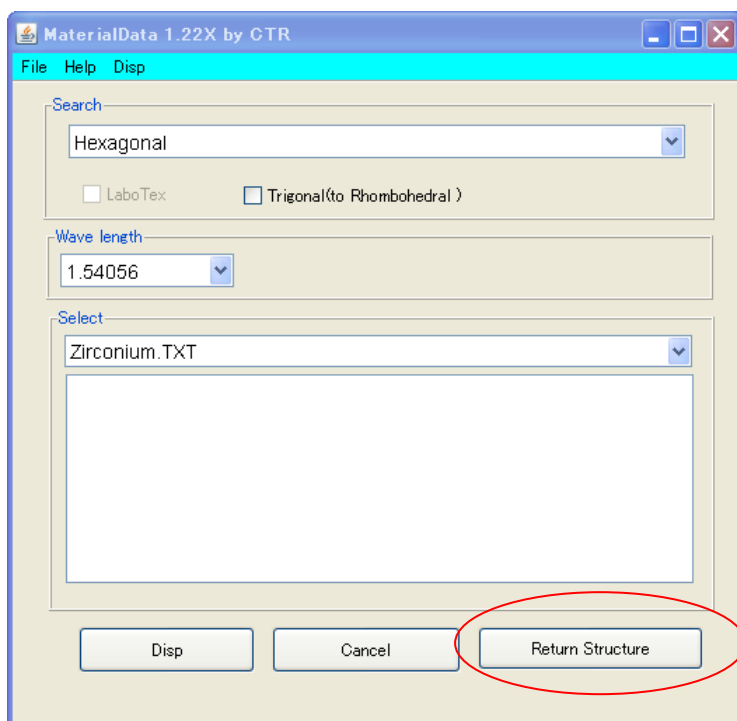 MaterialData 1.22X by CTR
File Help Disp
Search
Hexagonal
LaboTex Trigonal(to Rhombohedral )
Wave length
1.54056
Select
Zirconium.TXT
Disp Cancel Return Structure